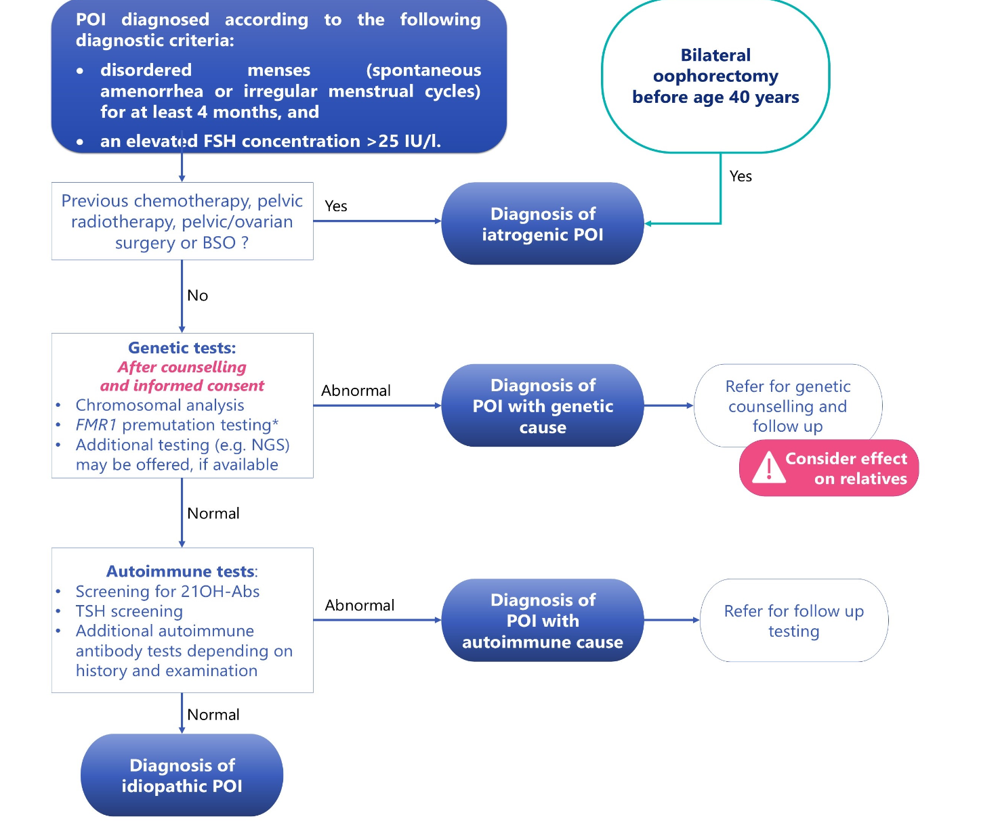 POI diagnosed according to the following
diagnostic criteria:
• disordered menses (spontaneous
amenorrhea or irregular menstrual cycles)
for at least 4 months, and
• an elevated FSH concentration >25 IU/l.
Bilateral
oophorectomy
before age 40 years
Yes
Previous chemotherapy, pelvic
radiotherapy, pelvic/ovarian
surgery or BSO ?
Yes
Diagnosis of
iatrogenic POI
No
Genetic tests:
After counselling
and informed consent
• Chromosomal analysis
• FMR1 premutation testing*
• Additional testing (e.g. NGS)
may be offered, if available
Abnormal
Diagnosis of
POI with genetic
cause
Refer for genetic
counselling and
follow up
Consider effect
on relatives
Normal
Autoimmune tests:
• Screening for 21OH-Abs
• TSH screening
• Additional autoimmune
antibody tests depending on
history and examination
Abnormal
Diagnosis of
POI with
autoimmune cause
Refer for follow up
testing
Normal
Diagnosis of
idiopathic POI